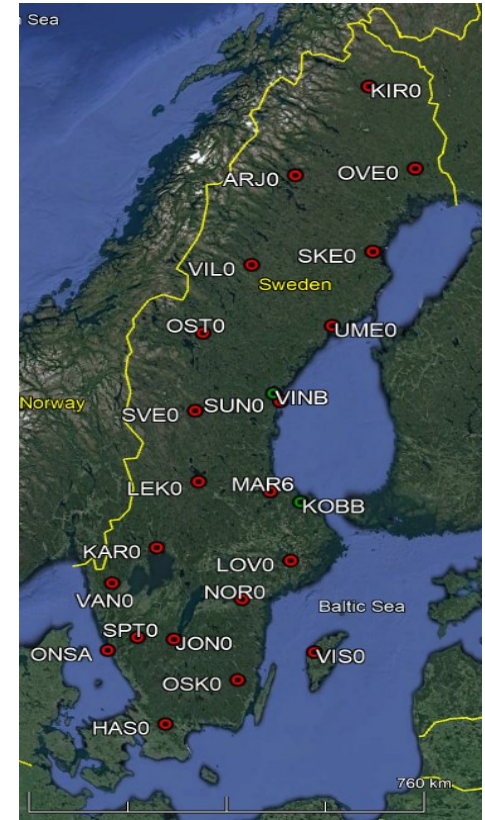 Sea
KIR0
OVE0
ARJ0
SKE0
VIL0
Sweden
OST0
UME0
Norway
SUN0 VINB
SVE0
LEK0
MAR6
KOBB
KAR0
LOV0
VAN0
NOR0
Baltic Sea
SPT0
JON0
ONSA
VIS0
OSK0
HAS0
760 km